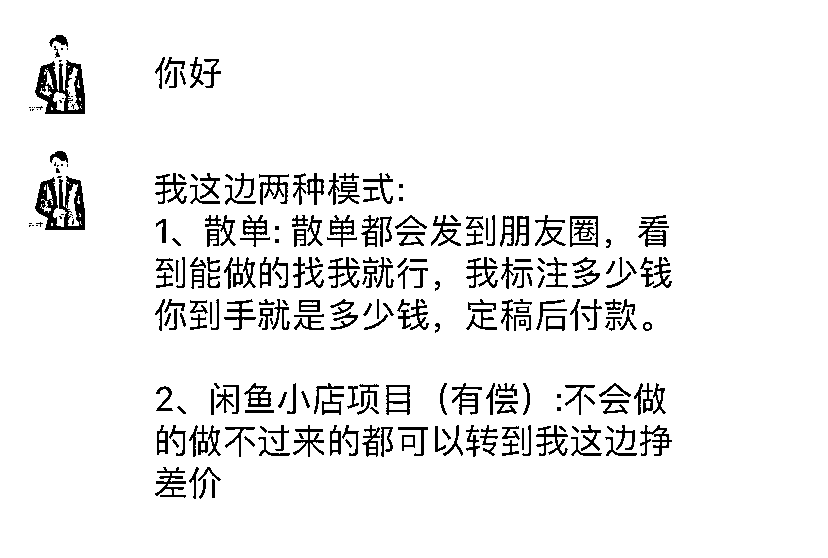 你好
我这边两种模式:
1、散单: 散单都会发到朋友圈，看
到能做的找我就行，我标注多少钱
你到手就是多少钱，定稿后付款。
2、闲鱼小店项目（有偿）:不会做
的做不过来的都可以转到我这边挣
差价